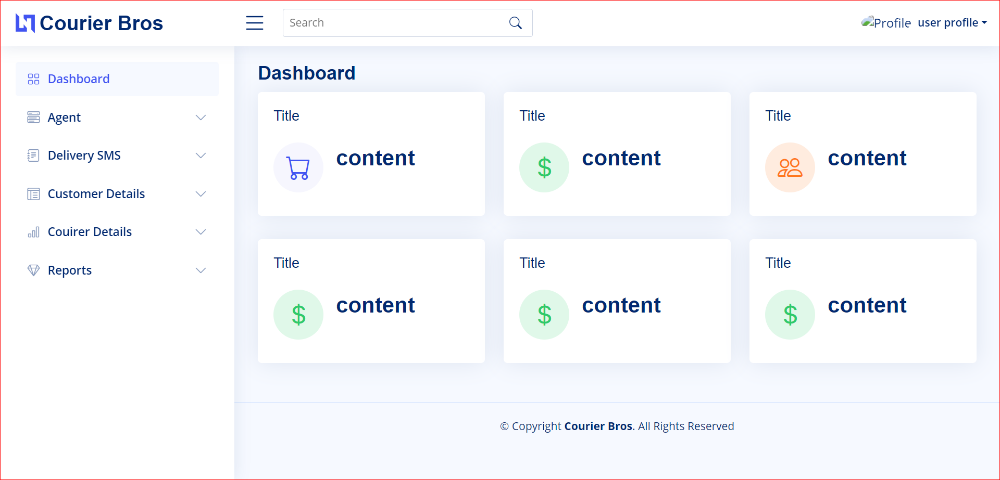 Courier Bros
Search
Profile
user profile
Dashboard
Agent
Delivery SMS
Customer Details
Couirer Details
Reports
Dashboard
Title
$ content
Title
content
Title
content
Title
$ content
Title
$ content
Title
$ content
© Copyright Courier Bros. All Rights Reserved